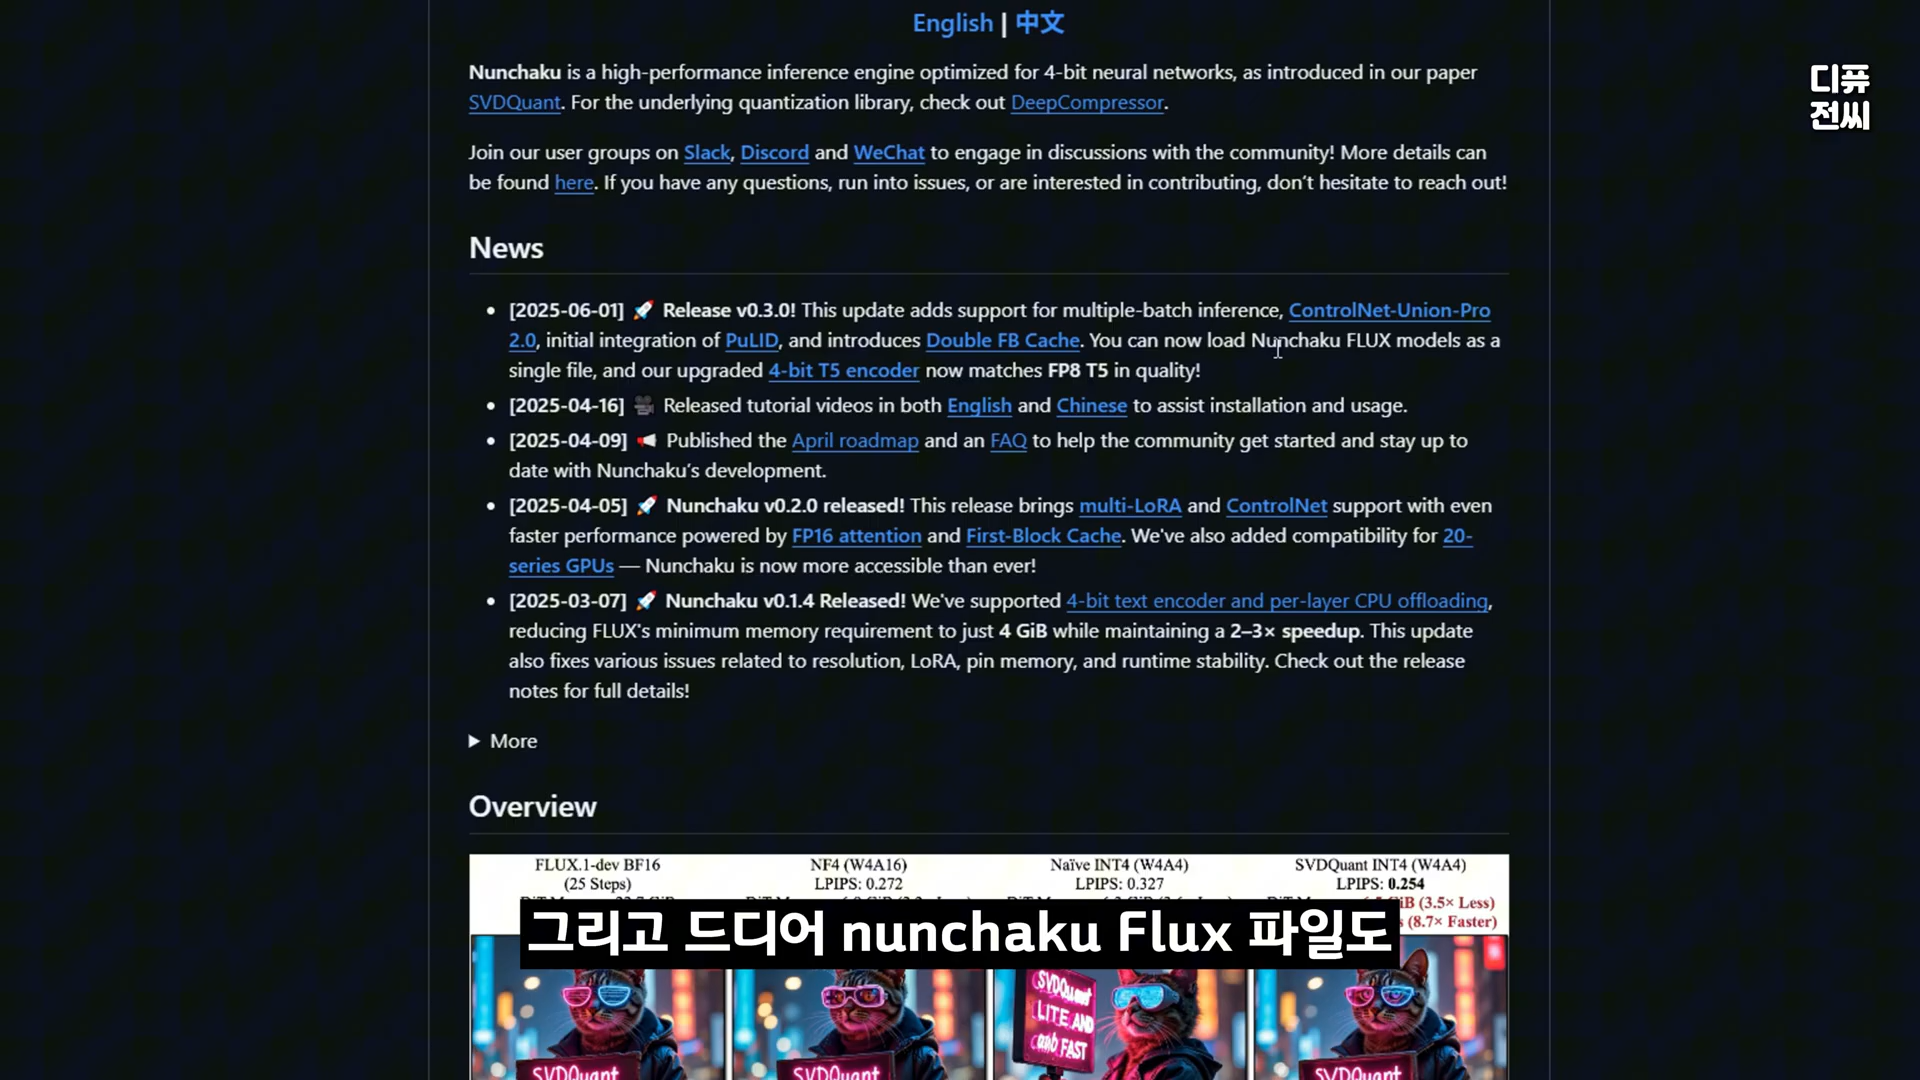 English | 中文
디퓨
전씨
Nunchaku is a high-performance inference engine optimized for 4-bit neural networks, as introduced in our paper
SVDQuant. For the underlying quantization library, check out DeepCompressor.
Join our user groups on Slack, Discord and WeChat to engage in discussions with the community! More details can
be found here. If you have any questions, run into issues, or are interested in contributing, don't hesitate to reach out!
News
• [2025-06-01] 🚀 Release v0.3.0! This update adds support for multiple-batch inference, ControlNet-Union-Pro
2.0, initial integration of PuLID, and introduces Double FB Cache. You can now load Nunchaku FLUX models as a
single file, and our upgraded 4-bit T5 encoder now matches FP8 T5 in quality!
• [2025-04-16] 🎥 Released tutorial videos in both English and Chinese to assist installation and usage.
• [2025-04-09] 📢 Published the April roadmap and an FAQ to help the community get started and stay up to
date with Nunchaku's development.
• [2025-04-05] 🚀 Nunchaku v0.2.0 released! This release brings multi-LoRA and ControlNet support with even
faster performance powered by FP16 attention and First-Block Cache. We've also added compatibility for 20-
series GPUs — Nunchaku is now more accessible than ever!
• [2025-03-07] 🚀 Nunchaku v0.1.4 Released! We've supported 4-bit text encoder and per-layer CPU offloading,
reducing FLUX's minimum memory requirement to just 4 GiB while maintaining a 2–3× speedup. This update
also fixes various issues related to resolution, LoRA, pin memory, and runtime stability. Check out the release
notes for full details!
▶ More
Overview
FLUX.1-dev BF16 NF4 (W4A16) Naïve INT4 (W4A4) SVDQuant INT4 (W4A4)
(25 Steps) LPIPS: 0.272 LPIPS: 0.327 LPIPS: 0.254
(3.5× Less)
(8.7× Faster)
그리고 드디어 nunchaku Flux 파일도
SVDQuant
LITE AND
FAST
SVDQuant SVDQuant SVDQuant